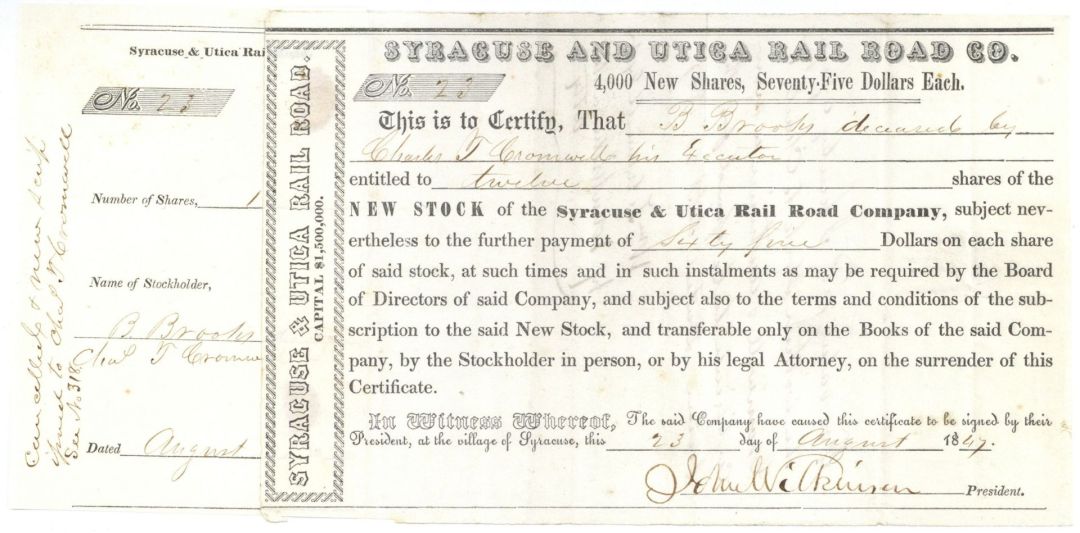 Syracuse & Utica Rai
No. 23
Number of Shares, 1
Name of Stockholder,
B. Brooks
Chas T Cromw
Dated August
Cancelled & new scrip
issued to Chas T Cromwell
See No 318
SYRACUSE & UTICA RAIL ROAD.
CAPITAL $1,500,000.
SYRACUSE AND UTICA RAIL ROAD CO.
No. 23
4,000 New Shares, Seventy-Five Dollars Each.
This is to Certify, That B Brooks deceased by
Charles T Cromwell his Executor
entitled to twelve shares of the
NEW STOCK of the Syracuse & Utica Rail Road Company, subject nev-
ertheless to the further payment of Sixty five Dollars on each share
of said stock, at such times and in such instalments as may be required by the Board
of Directors of said Company, and subject also to the terms and conditions of the sub-
scription to the said New Stock, and transferable only on the Books of the said Com-
pany, by the Stockholder in person, or by his legal Attorney, on the surrender of this
Certificate.
In Witness Whereof, The said Company have caused this certificate to be signed by their
President, at the village of Syracuse, this 23 day of August 1847.
John Wilkinson President.